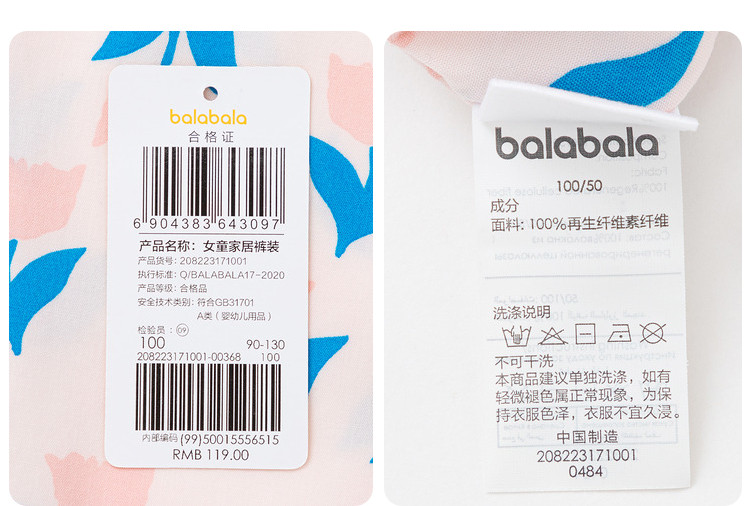 balabala
合格证
6 904383 643097
产品名称：女童家居裤装
产品货号：208223171001
执行标准：Q/BALABALA17-2020
产品等级：合格品
安全技术类别：符合GB31701
A类（婴幼儿用品）
检验员：09
100 90-130
208223171001-00368 100
内部编码 (99)50015556515
RMB 119.00
balabala
100/50
成分
面料：100%再生纤维素纤维
洗涤说明
不可干洗
本商品建议单独洗涤，如有
轻微褪色属正常现象，为保
持衣服色泽，衣服不宜久浸。
中国制造
208223171001
0484